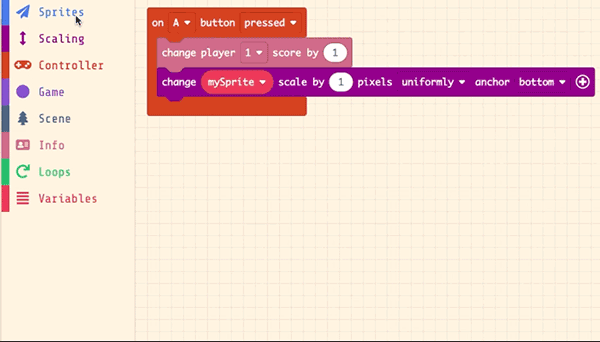 Sprites
Scaling
Controller
Game
Scene
Info
Loops
Variables
on A button pressed
change player 1 score by 1
change mySprite scale by 1 pixels uniformly anchor bottom